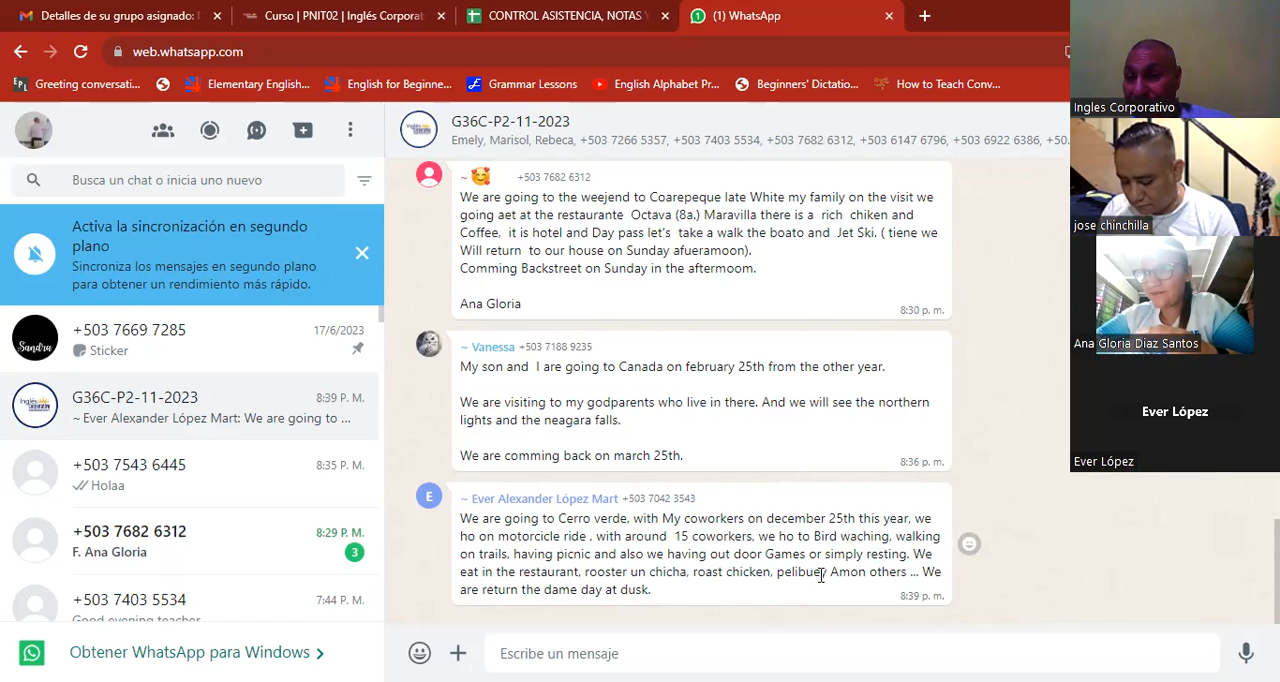 Detalles de su grupo asignado:
Curso | PNIT02 | Inglés Corporat
CONTROL ASISTENCIA, NOTAS Y
(1) WhatsApp
web.whatsapp.com
Greeting conversati...
Elementary English...
English for Beginne...
Grammar Lessons
English Alphabet Pr...
Beginners' Dictatio...
How to Teach Conv...
G36C-P2-11-2023
Emely, Marisol, Rebeca, +503 7266 5357, +503 7403 5534, +503 7682 6312, +503 6147 6796, +503 6922 6386, +50.
Busca un chat o inicia uno nuevo
Activa la sincronización en segundo
plano
Sincroniza los mensajes en segundo plano
para obtener un rendimiento más rápido.
Sandra
+503 7669 7285
17/6/2023
Sticker
G36C-P2-11-2023
8:39 P. M.
~ Ever Alexander López Mart: We are going to ...
+503 7543 6445
8:35 P. M.
Holaa
+503 7682 6312
8:29 P. M.
F. Ana Gloria
3
+503 7403 5534
7:44 P. M.
Good evening teacher
Obtener WhatsApp para Windows
~ +503 7682 6312
We are going to the weejend to Coarepeque late White my family on the visit we
going aet at the restaurante Octava (8a.) Maravilla there is a rich chiken and
Coffee, it is hotel and Day pass let's take a walk the boato and Jet Ski. ( tiene we
Will return to our house on Sunday afueramoon).
Comming Backstreet on Sunday in the aftermoom.
Ana Gloria
8:30 p. m.
~ Vanessa +503 7188 9235
My son and I are going to Canada on february 25th from the other year.
We are visiting to my godparents who live in there. And we will see the northern
lights and the neagara falls.
We are comming back on march 25th.
8:36 p. m.
E
~ Ever Alexander López Mart +503 7042 3543
We are going to Cerro verde, with My coworkers on december 25th this year, we
ho on motorcicle ride , with around 15 coworkers, we ho to Bird waching, walking
on trails, having picnic and also we having out door Games or simply resting. We
eat in the restaurant, rooster un chicha, roast chicken, pelibuey Amon others ... We
are return the dame day at dusk.
8:39 p. m.
Escribe un mensaje
Ingles Corporativo
jose chinchilla
Ana Gloria Diaz Santos
Ever López
Ever López